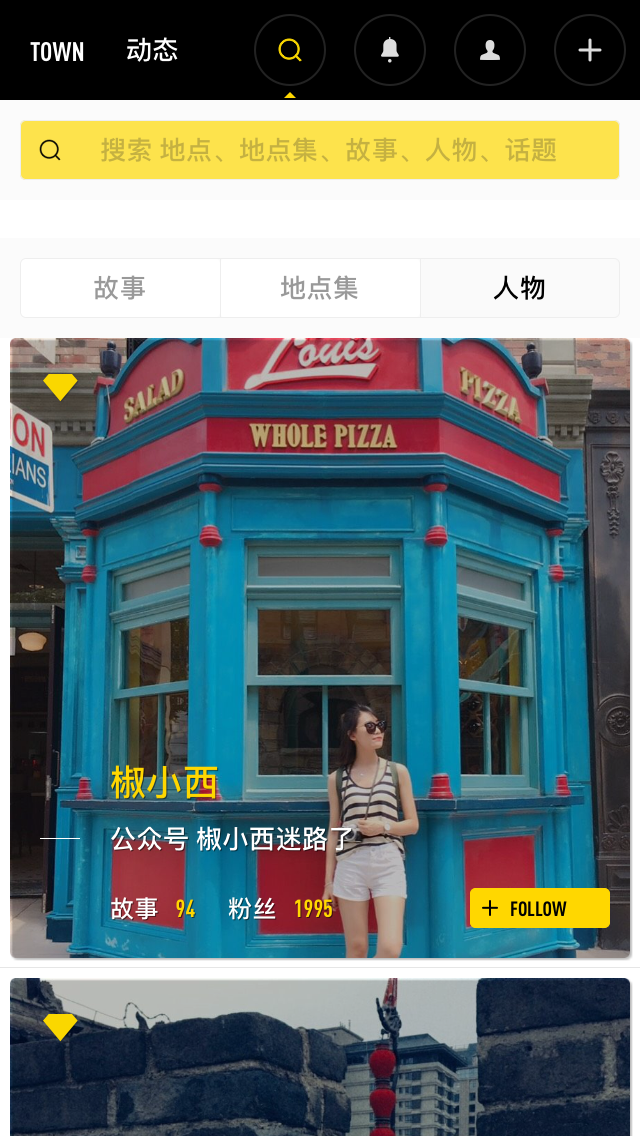 TOWN 动态
搜索 地点、地点集、故事、人物、话题
故事 地点集 人物
Louis
SALAD
PIZZA
WHOLE PIZZA
ON
IANS
椒小西
公众号 椒小西迷路了
故事 94 粉丝 1995
FOLLOW